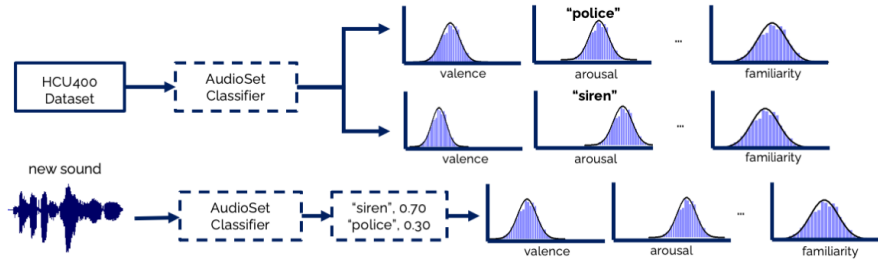 “police”
HCU400
Dataset
AudioSet
Classifier
valence
arousal
...
familiarity
“siren”
valence
arousal
...
familiarity
new sound
AudioSet
Classifier
“siren”, 0.70
“police”, 0.30
valence
arousal
...
familiarity